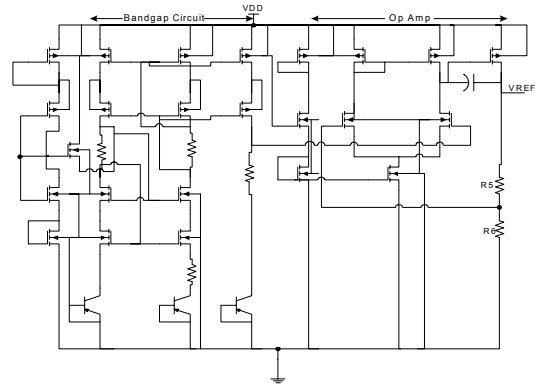 Bandgap Circuit
VDD
Op Amp
VREF
R5
R6